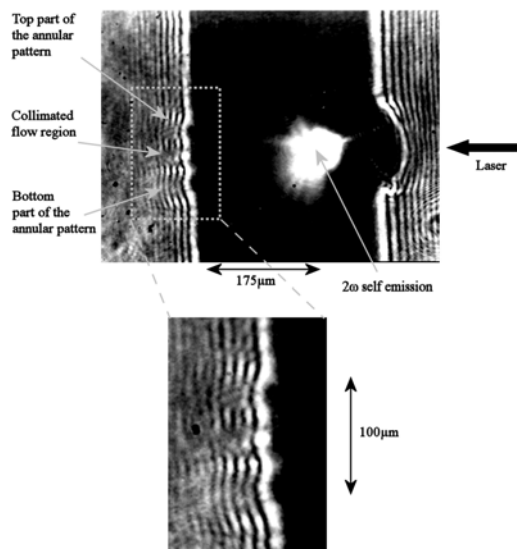 Top part of
the annular
pattern
Collimated
flow region
Bottom
part of the
annular pattern
Laser
175μm
2ω self emission
100μm